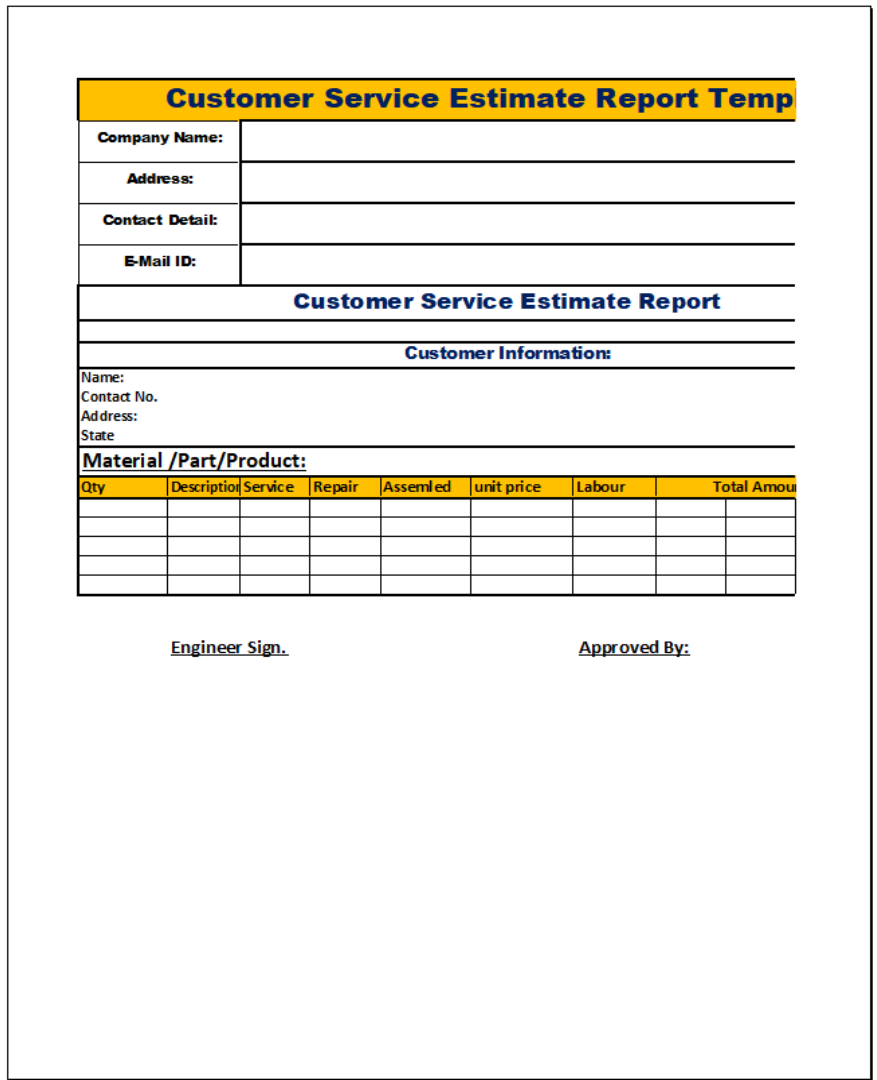 Customer Service Estimate Report Temp
Company Name:
Address:
Contact Detail:
E-Mail ID:
Customer Service Estimate Report
Customer Information:
Name:
Contact No.
Address:
State
Material /Part/Product:
Qty Description Service Repair Assemled unit price Labour Total Amou
Engineer Sign. Approved By: